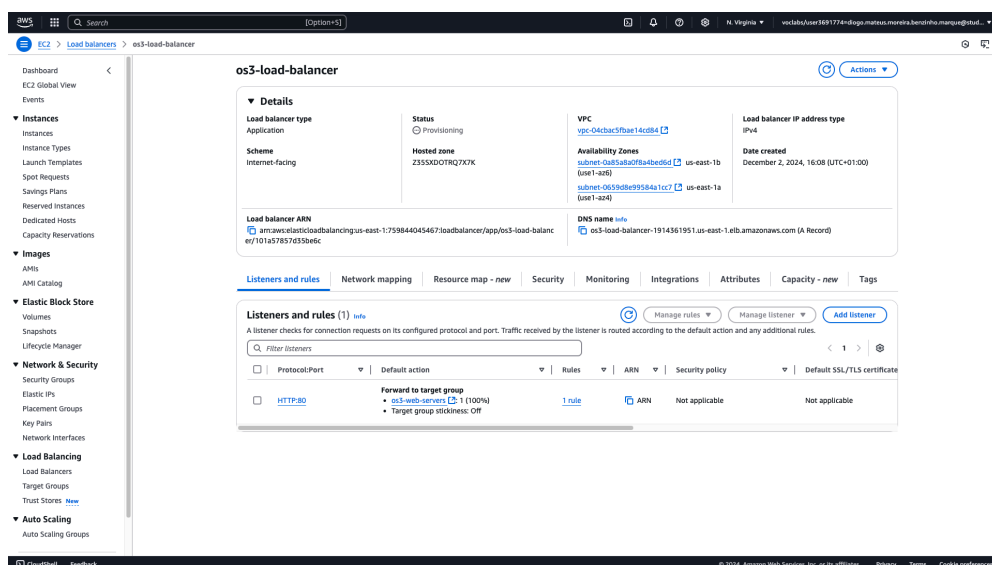 aws
Search
[Option+S]
N. Virginia ▼
voclabs/user3691774=diogo.mateus.moreira.benzinho.marque@stud... ▼
EC2 > Load balancers > os3-load-balancer
Dashboard
EC2 Global View
Events
▼ Instances
Instances
Instance Types
Launch Templates
Spot Requests
Savings Plans
Reserved Instances
Dedicated Hosts
Capacity Reservations
▼ Images
AMIs
AMI Catalog
▼ Elastic Block Store
Volumes
Snapshots
Lifecycle Manager
▼ Network & Security
Security Groups
Elastic IPs
Placement Groups
Key Pairs
Network Interfaces
▼ Load Balancing
Load Balancers
Target Groups
Trust Stores New
▼ Auto Scaling
Auto Scaling Groups
os3-load-balancer
Actions ▼
▼ Details
Load balancer type
Application
Status
Provisioning
VPC
vpc-04cbac5fbae14cd84
Load balancer IP address type
IPv4
Scheme
Internet-facing
Hosted zone
Z35SXDOTRQ7X7K
Availability Zones
subnet-0a85a8a0f8a4bed6d us-east-1b
(use1-az6)
subnet-0659d8e99584a1cc7 us-east-1a
(use1-az4)
Date created
December 2, 2024, 16:08 (UTC+01:00)
Load balancer ARN
arn:aws:elasticloadbalancing:us-east-1:759844045467:loadbalancer/app/os3-load-balanc
er/101a57857d35be6c
DNS name Info
os3-load-balancer-1914361951.us-east-1.elb.amazonaws.com (A Record)
Listeners and rules
Network mapping
Resource map - new
Security
Monitoring
Integrations
Attributes
Capacity - new
Tags
Listeners and rules (1) Info
Manage rules ▼
Manage listener ▼
Add listener
A listener checks for connection requests on its configured protocol and port. Traffic received by the listener is routed according to the default action and any additional rules.
Filter listeners
< 1 >
Protocol:Port
Default action
Rules
ARN
Security policy
Default SSL/TLS certificate
HTTP:80
Forward to target group
• os3-web-servers: 1 (100%)
• Target group stickiness: Off
1 rule
ARN
Not applicable
Not applicable
CloudShell Feedback
© 2024, Amazon Web Services, Inc. or its affiliates. Privacy Terms Cookie preferences